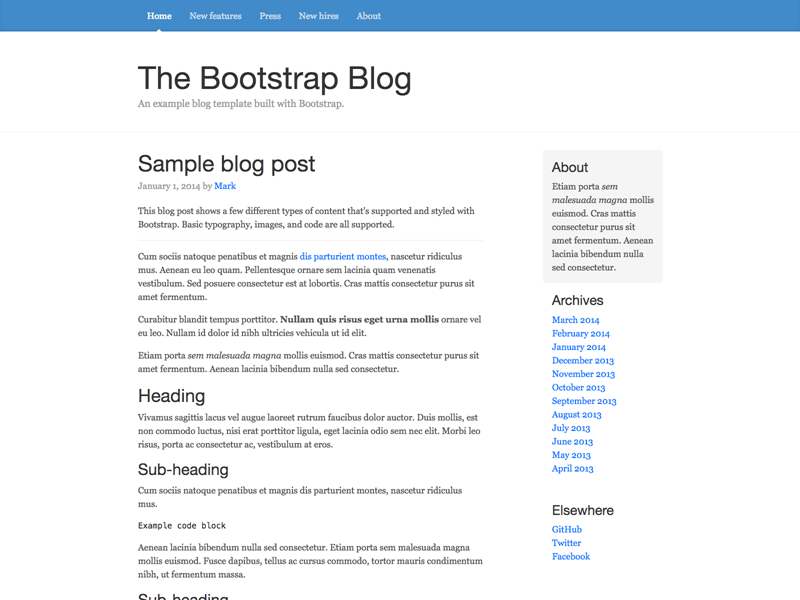 Home New features Press New hires About
The Bootstrap Blog
An example blog template built with Bootstrap.
Sample blog post
January 1, 2014 by Mark
This blog post shows a few different types of content that's supported and styled with
Bootstrap. Basic typography, images, and code are all supported.
Cum sociis natoque penatibus et magnis dis parturient montes, nascetur ridiculus
mus. Aenean eu leo quam. Pellentesque ornare sem lacinia quam venenatis
vestibulum. Sed posuere consectetur est at lobortis. Cras mattis consectetur purus sit
amet fermentum.
Curabitur blandit tempus porttitor. Nullam quis risus eget urna mollis ornare vel
eu leo. Nullam id dolor id nibh ultricies vehicula ut id elit.
Etiam porta sem malesuada magna mollis euismod. Cras mattis consectetur purus sit
amet fermentum. Aenean lacinia bibendum nulla sed consectetur.
Heading
Vivamus sagittis lacus vel augue laoreet rutrum faucibus dolor auctor. Duis mollis, est
non commodo luctus, nisi erat porttitor ligula, eget lacinia odio sem nec elit. Morbi leo
risus, porta ac consectetur ac, vestibulum at eros.
Sub-heading
Cum sociis natoque penatibus et magnis dis parturient montes, nascetur ridiculus
mus.
Example code block
Aenean lacinia bibendum nulla sed consectetur. Etiam porta sem malesuada magna
mollis euismod. Fusce dapibus, tellus ac cursus commodo, tortor mauris condimentum
nibh, ut fermentum massa.
Sub-heading
About
Etiam porta sem
malesuada magna mollis
euismod. Cras mattis
consectetur purus sit
amet fermentum. Aenean
lacinia bibendum nulla
sed consectetur.
Archives
March 2014
February 2014
January 2014
December 2013
November 2013
October 2013
September 2013
August 2013
July 2013
June 2013
May 2013
April 2013
Elsewhere
GitHub
Twitter
Facebook